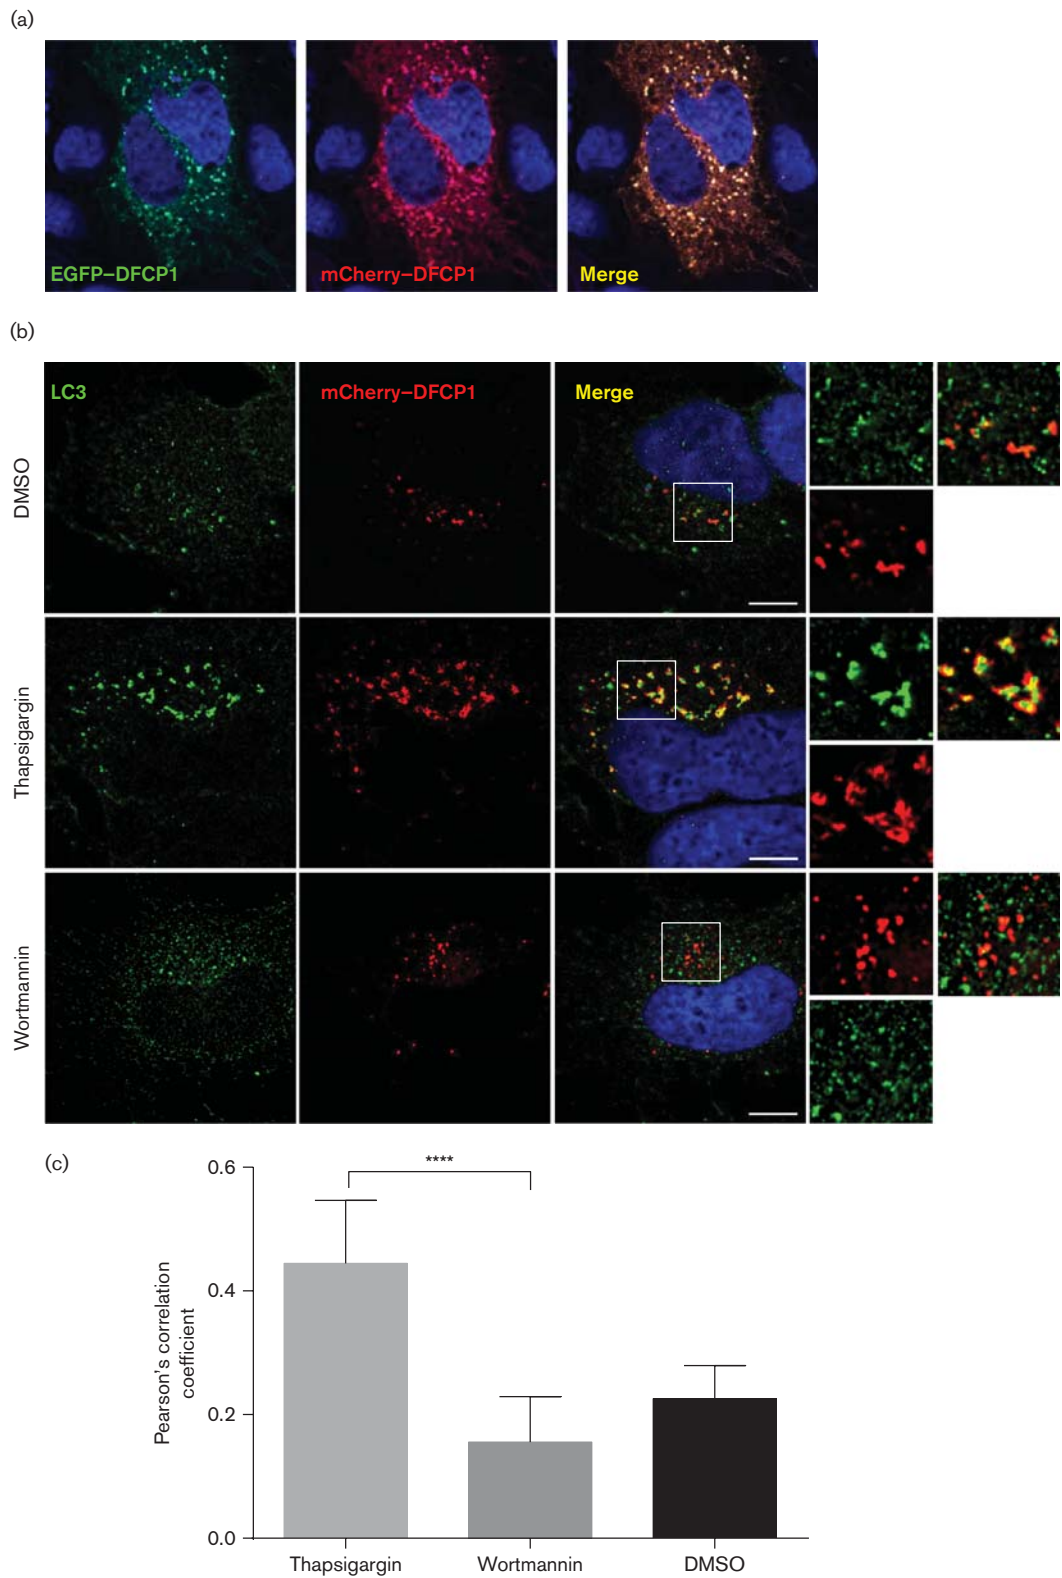 (a)
EGFP–DFCP1
mCherry–DFCP1
Merge
(b)
LC3
mCherry–DFCP1
Merge
DMSO
Thapsigargin
Wortmannin
(c)
****
0.6
0.4
0.2
0.0
Pearson's correlation
coefficient
Thapsigargin
Wortmannin
DMSO